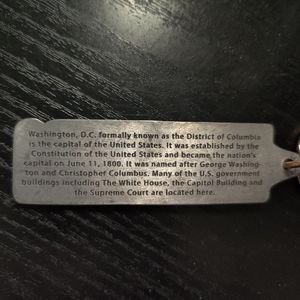 Washington, D.C. formally known as the District of Columbia
is the capital of the United States. It was established by the
Constitution of the United States and became the nation's
capital on June 11, 1800. It was named after George Washing-
ton and Christopher Columbus. Many of the U.S. government
buildings including The White House, the Capitol Building and
the Supreme Court are located here.